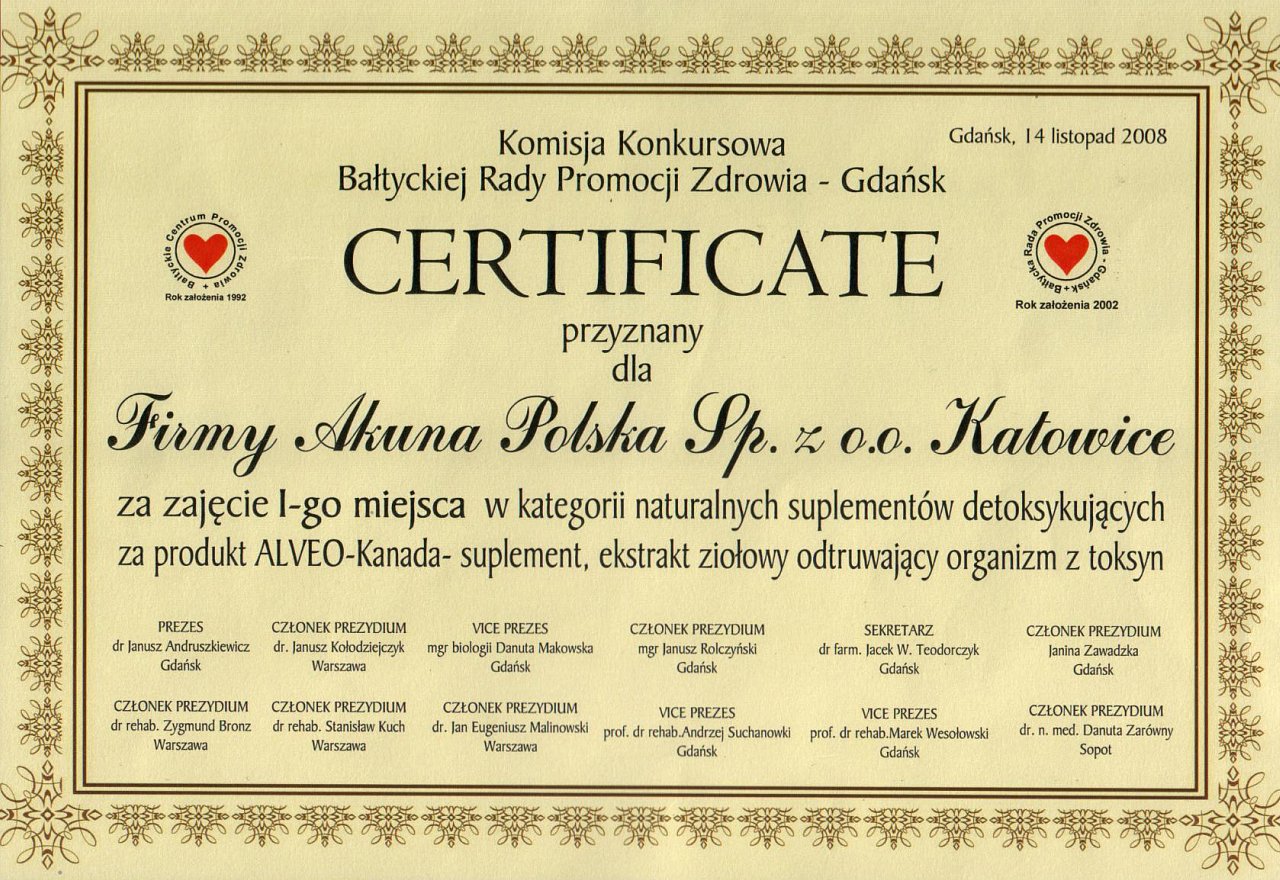 Gdańsk, 14 listopad 2008
Komisja Konkursowa
Bałtyckiej Rady Promocji Zdrowia - Gdańsk
Bałtyckie Centrum Promocji Zdrowia +
Rok założenia 1992
CERTIFICATE
Bałtycka Rada Promocji Zdrowia - Gdańsk +
Rok założenia 2002
przyznany
dla
Firmy Akuna Polska Sp. z o.o. Katowice
za zajęcie I-go miejsca w kategorii naturalnych suplementów detoksykujących
za produkt ALVEO-Kanada- suplement, ekstrakt ziołowy odtruwający organizm z toksyn
PREZES
dr Janusz Andruszkiewicz
Gdańsk
CZŁONEK PREZYDIUM
dr. Janusz Kołodziejczyk
Warszawa
VICE PREZES
mgr biologii Danuta Makowska
Gdańsk
CZŁONEK PREZYDIUM
mgr Janusz Rolczyński
Gdańsk
SEKRETARZ
dr farm. Jacek W. Teodorczyk
Gdańsk
CZŁONEK PREZYDIUM
Janina Zawadzka
Gdańsk
CZŁONEK PREZYDIUM
dr rehab. Zygmund Bronz
Warszawa
CZŁONEK PREZYDIUM
dr rehab. Stanisław Kuch
Warszawa
CZŁONEK PREZYDIUM
dr. Jan Eugeniusz Malinowski
Warszawa
VICE PREZES
prof. dr rehab.Andrzej Suchanowki
Gdańsk
VICE PREZES
prof. dr rehab.Marek Wesołowski
Gdańsk
CZŁONEK PREZYDIUM
dr. n. med. Danuta Zarówny
Sopot